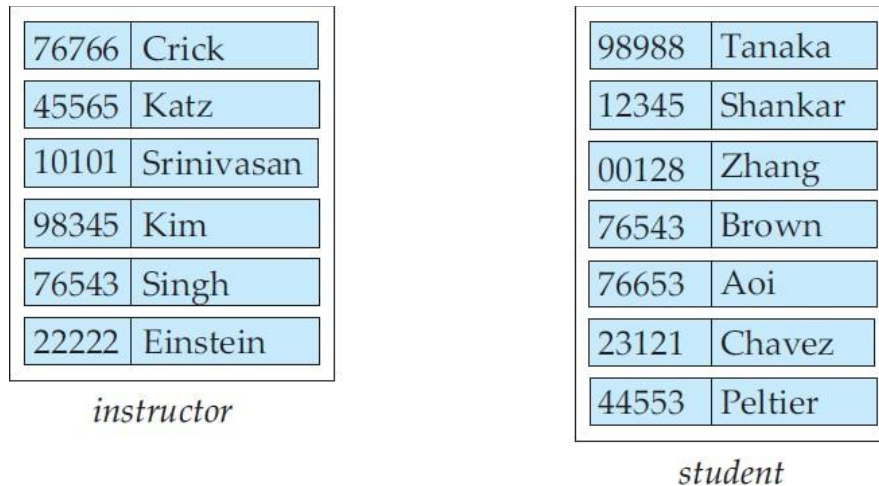 76766 Crick
45565 Katz
10101 Srinivasan
98345 Kim
76543 Singh
22222 Einstein
instructor
98988 Tanaka
12345 Shankar
00128 Zhang
76543 Brown
76653 Aoi
23121 Chavez
44553 Peltier
student